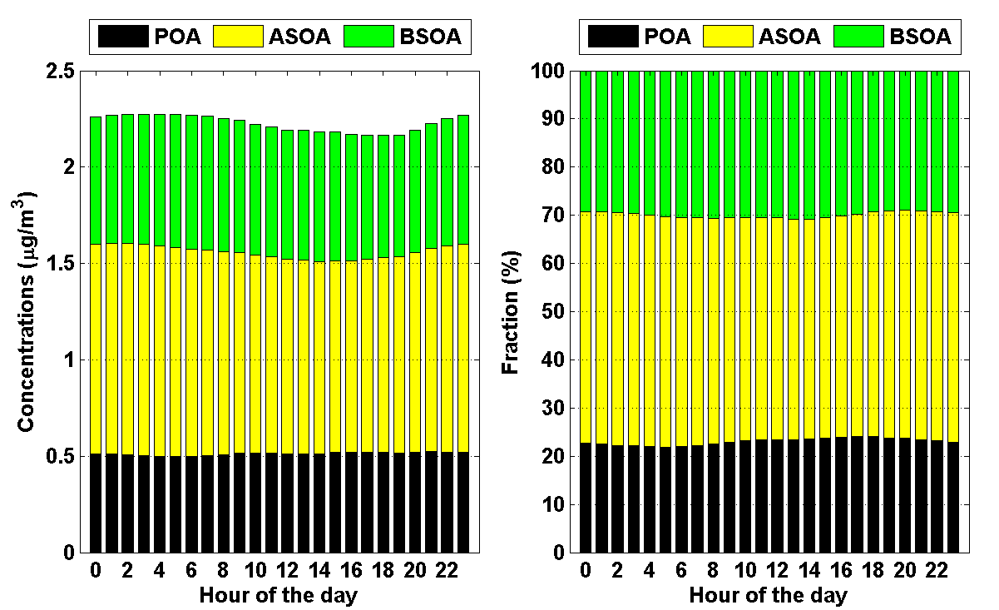 POA ASOA BSOA
2.5
2
1.5
1
0.5
0
Concentrations (μg/m³)
0 2 4 6 8 10 12 14 16 18 20 22
Hour of the day
POA ASOA BSOA
100
90
80
70
60
50
40
30
20
10
0
Fraction (%)
0 2 4 6 8 10 12 14 16 18 20 22
Hour of the day